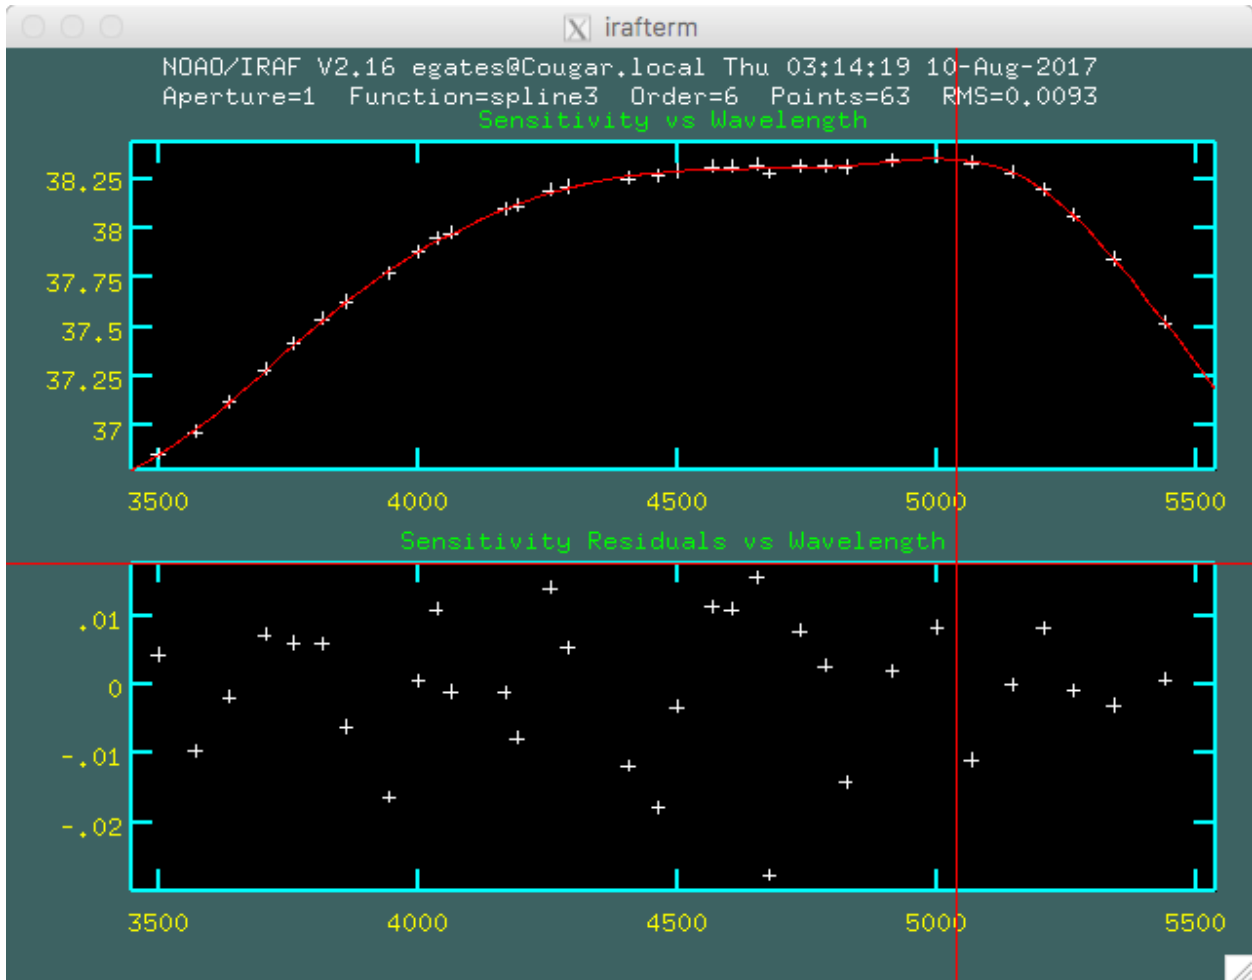 irafterm
NOAO/IRAF V2.16 egates@Cougar.local Thu 03:14:19 10-Aug-2017
Aperture=1 Function=spline3 Order=6 Points=63 RMS=0.0093
Sensitivity vs Wavelength
38.25
38
37.75
37.5
37.25
37
3500 4000 4500 5000 5500
Sensitivity Residuals vs Wavelength
.01
0
-.01
-.02
3500 4000 4500 5000 5500